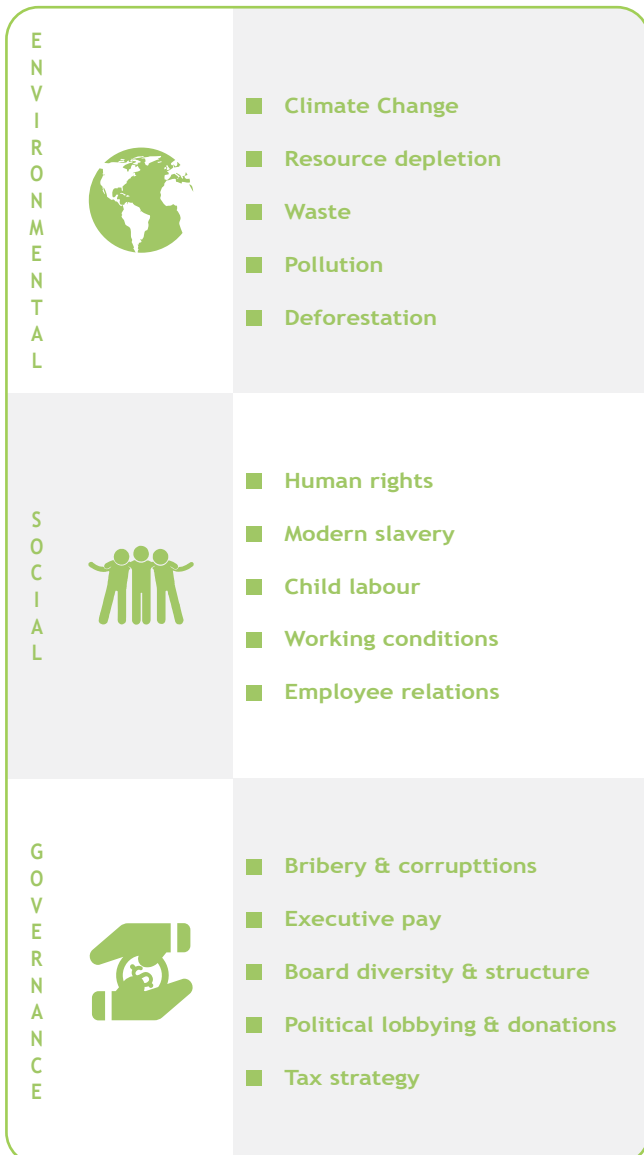 ENVIRONMENTAL
Climate Change
Resource depletion
Waste
Pollution
Deforestation
SOCIAL
Human rights
Modern slavery
Child labour
Working conditions
Employee relations
GOVERNANCE
Bribery & corrupttions
Executive pay
Board diversity & structure
Political lobbying & donations
Tax strategy